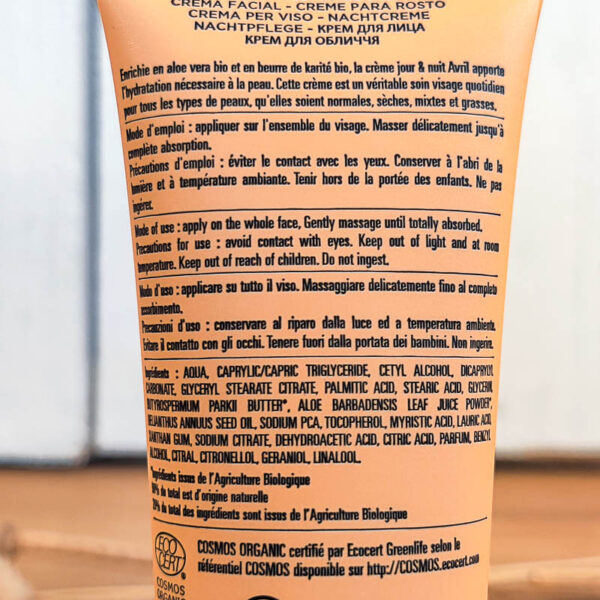 CREMA FACIAL - CREME PARA ROSTO
CREMA PER VISO - NACHTCREME
NACHTPFLEGE - КРЕМ ДЛЯ ЛИЦА
КРЕМ ДЛЯ ОБЛИЧЧЯ
Enrichie en aloe vera bio et en beurre de karité bio, la crème jour & nuit Avril apporte
l'hydratation nécessaire à la peau. Cette crème est un véritable soin visage quotidien
pour tous les types de peaux, qu'elles soient normales, sèches, mixtes et grasses.
Mode d'emploi : appliquer sur l'ensemble du visage. Masser délicatement jusqu'à
complète absorption.
Précautions d'emploi : éviter le contact avec les yeux. Conserver à l'abri de la
lumière et à température ambiante. Tenir hors de la portée des enfants. Ne pas
ingérer.
Mode of use : apply on the whole face, Gently massage until totally absorbed.
Precautions for use : avoid contact with eyes. Keep out of light and at room
temperature. Keep out of reach of children. Do not ingest.
Modo d'uso : applicare su tutto il viso. Massaggiare delicatamente fino al completo
assorbimento.
Precauzioni d'uso : conservare al riparo dalla luce ed a temperatura ambiente.
Evitare il contatto con gli occhi. Tenere fuori dalla portata dei bambini. Non ingerire.
Ingrédients : AQUA, CAPRYLIC/CAPRIC TRIGLYCERIDE, CETYL ALCOHOL, DICAPRYLYL
CARBONATE, GLYCERYL STEARATE CITRATE, PALMITIC ACID, STEARIC ACID, GLYCERIN,
BUTYROSPERMUM PARKII BUTTER*, ALOE BARBADENSIS LEAF JUICE POWDER*,
HELIANTHUS ANNUUS SEED OIL, SODIUM PCA, TOCOPHEROL, MYRISTIC ACID, LAURIC ACID,
XANTHAN GUM, SODIUM CITRATE, DEHYDROACETIC ACID, CITRIC ACID, PARFUM, BENZYL
ALCOHOL, CITRAL, CITRONELLOL, GERANIOL, LINALOOL.
*Ingrédients issus de l'Agriculture Biologique
du total est d'origine naturelle
du total des ingrédients sont issus de l'Agriculture Biologique
ECO
CERT
COSMOS
ORGANIC
COSMOS ORGANIC certifié par Ecocert Greenlife selon le
référentiel COSMOS disponible sur http://COSMOS.ecocert.com